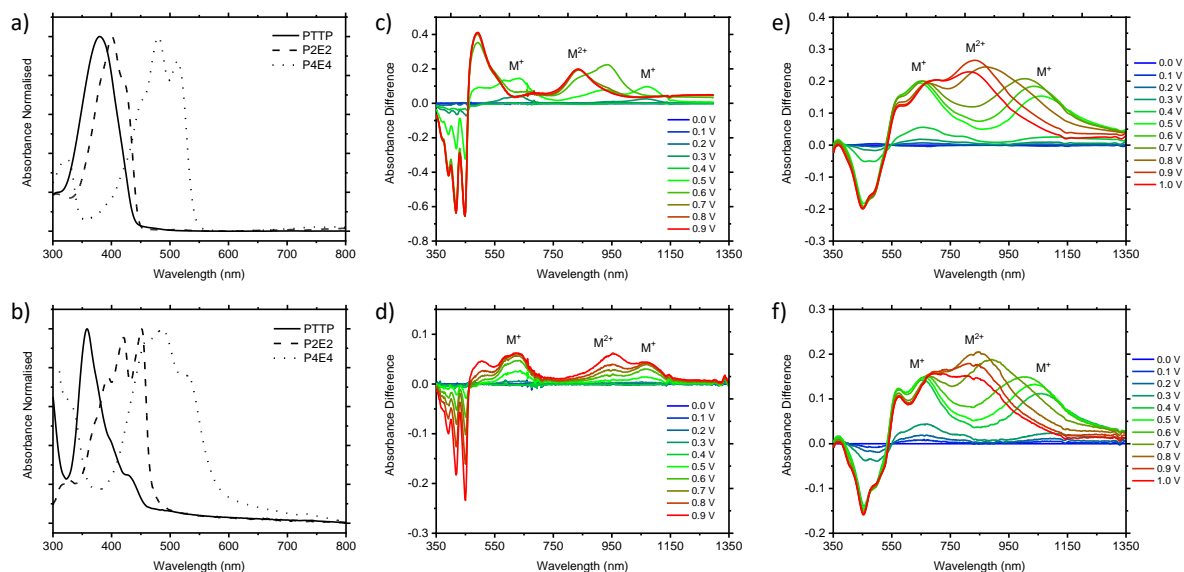 a)
Absorbance Normalised
PTTP
P2E2
P4E4
300 400 500 600 700 800
Wavelength (nm)
b)
Absorbance Normalised
PTTP
P2E2
P4E4
300 400 500 600 700 800
Wavelength (nm)
c)
Absorbance Difference
0.4
0.2
0.0
-0.2
-0.4
-0.6
-0.8
M+
M2+
M+
0.0 V
0.1 V
0.2 V
0.3 V
0.4 V
0.5 V
0.6 V
0.7 V
0.8 V
0.9 V
350 550 750 950 1150 1350
Wavelength (nm)
d)
Absorbance Difference
0.1
0.0
-0.1
-0.2
-0.3
M+
M2+
M+
0.0 V
0.1 V
0.2 V
0.3 V
0.4 V
0.5 V
0.6 V
0.7 V
0.8 V
0.9 V
350 550 750 950 1150 1350
Wavelength (nm)
e)
Absorbance Difference
0.4
0.3
0.2
0.1
0.0
-0.1
-0.2
-0.3
M+
M2+
M+
0.0 V
0.1 V
0.2 V
0.3 V
0.4 V
0.5 V
0.6 V
0.7 V
0.8 V
0.9 V
1.0 V
350 550 750 950 1150 1350
Wavelength (nm)
f)
Absorbance Difference
0.3
0.2
0.1
0.0
-0.1
-0.2
M+
M2+
M+
0.0 V
0.1 V
0.2 V
0.3 V
0.4 V
0.5 V
0.6 V
0.7 V
0.8 V
0.9 V
1.0 V
350 550 750 950 1150 1350
Wavelength (nm)